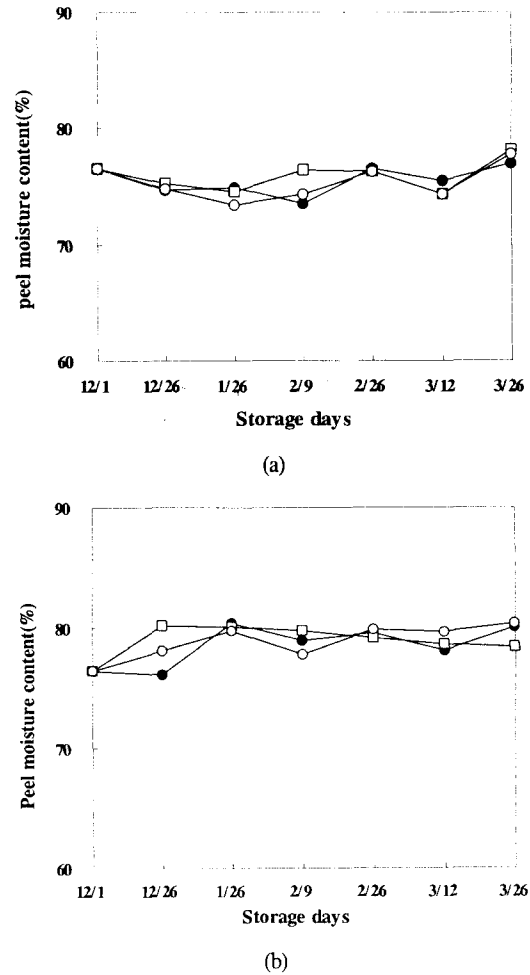 90
80
70
60
peel moisture content(%)
12/1 12/26 1/26 2/9 2/26 3/12 3/26
Storage days
(a)
90
80
70
60
Peel moisture content(%)
12/1 12/26 1/26 2/9 2/26 3/12 3/26
Storage days
(b)